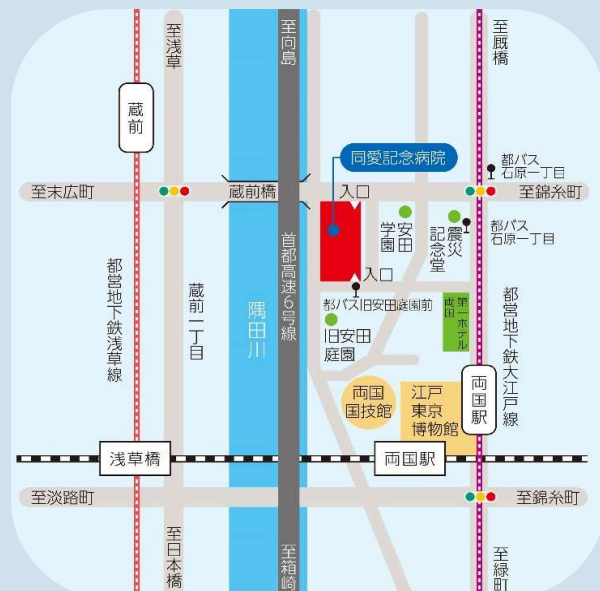 至浅草
至向島
至厩橋
蔵前
同愛記念病院
都バス
石原一丁目
至末広町
蔵前橋
入口
至錦糸町
安田
学園
震災
記念堂
都バス
石原一丁目
首都高速6号線
入口
都営地下鉄浅草線
蔵前一丁目
隅田川
都バス旧安田庭園前
旧安田
庭園
第一ホテル
両国
都営地下鉄大江戸線
両国
国技館
江戸
東京
博物館
両国駅
浅草橋
両国駅
至淡路町
至錦糸町
至日本橋
至箱崎
至緑町